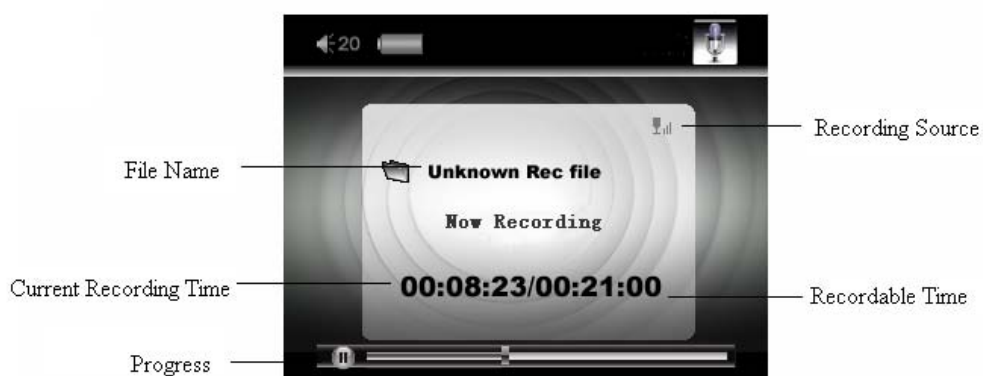 20
Recording Source
File Name
Unknown Rec file
Now Recording
Current Recording Time
00:08:23/00:21:00
Recordable Time
Progress